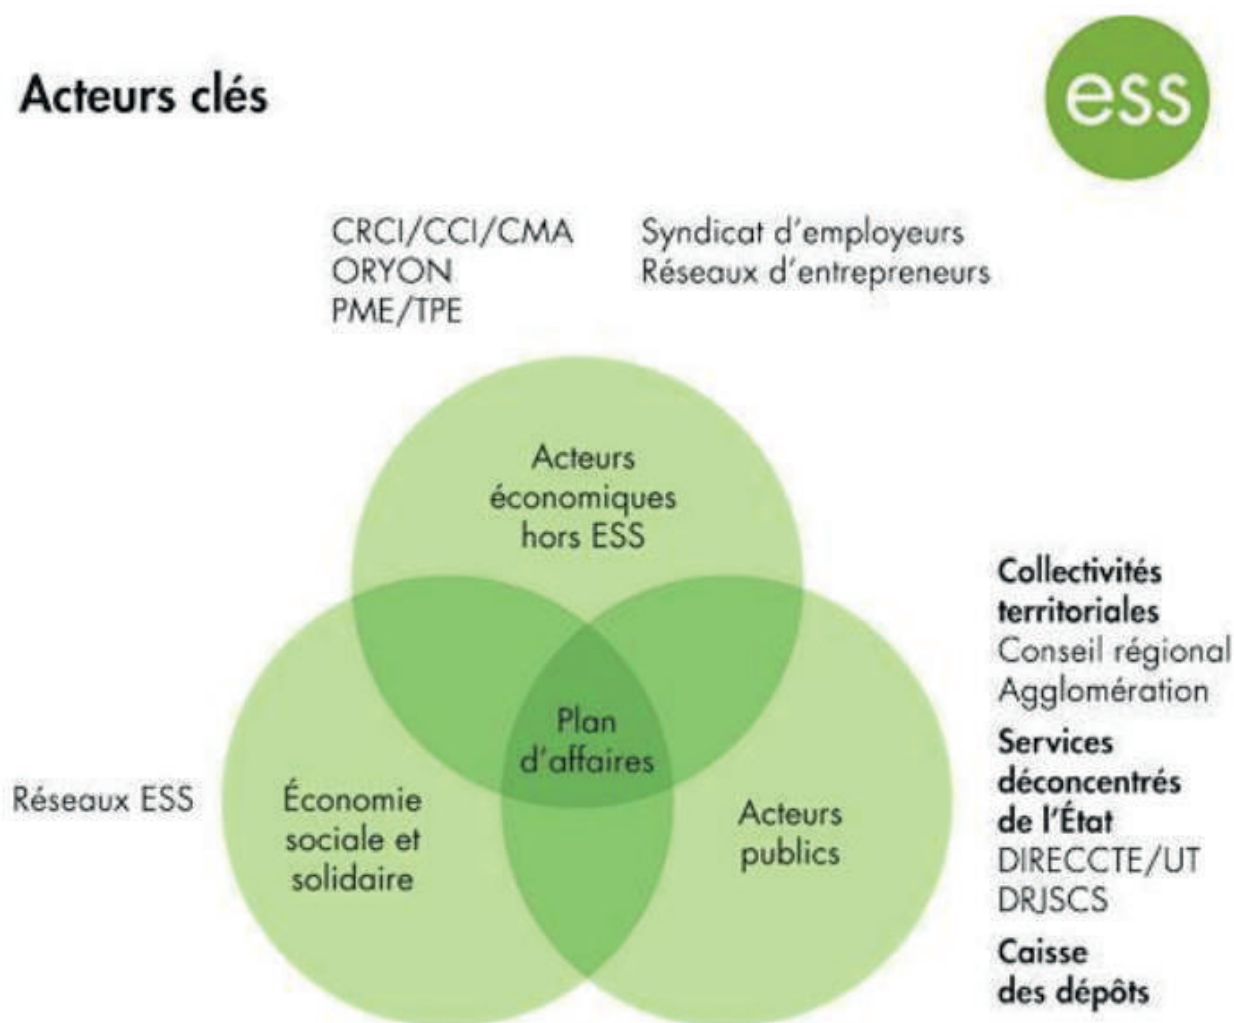 Acteurs clés
ess
CRCI/CCI/CMA
ORYON
PME/TPE
Syndicat d'employeurs
Réseaux d'entrepreneurs
Acteurs
économiques
hors ESS
Plan
d'affaires
Réseaux ESS
Économie
sociale et
solidaire
Acteurs
publics
Collectivités
territoriales
Conseil régional
Agglomération
Services
déconcentrés
de l'État
DIRECCTE/UT
DRJSCS
Caisse
des dépôts